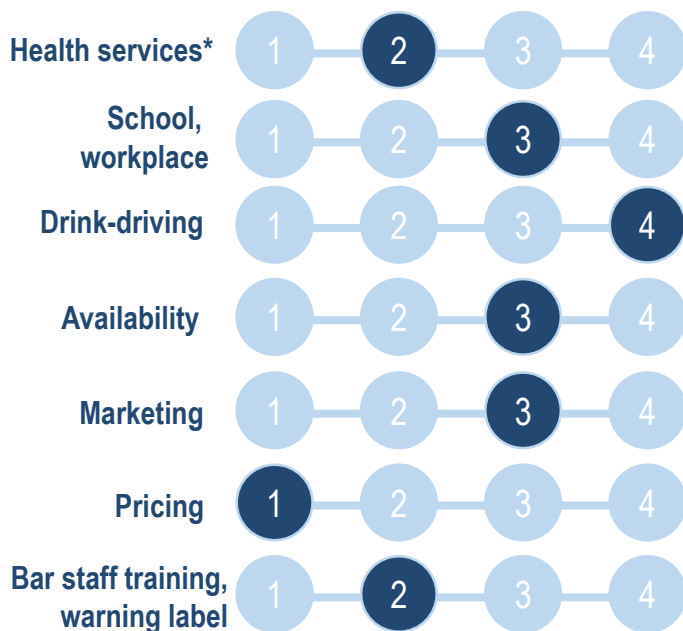 Health services* 1 2 3 4
School,
workplace 1 2 3 4
Drink-driving 1 2 3 4
Availability 1 2 3 4
Marketing 1 2 3 4
Pricing 1 2 3 4
Bar staff training,
warning label 1 2 3 4